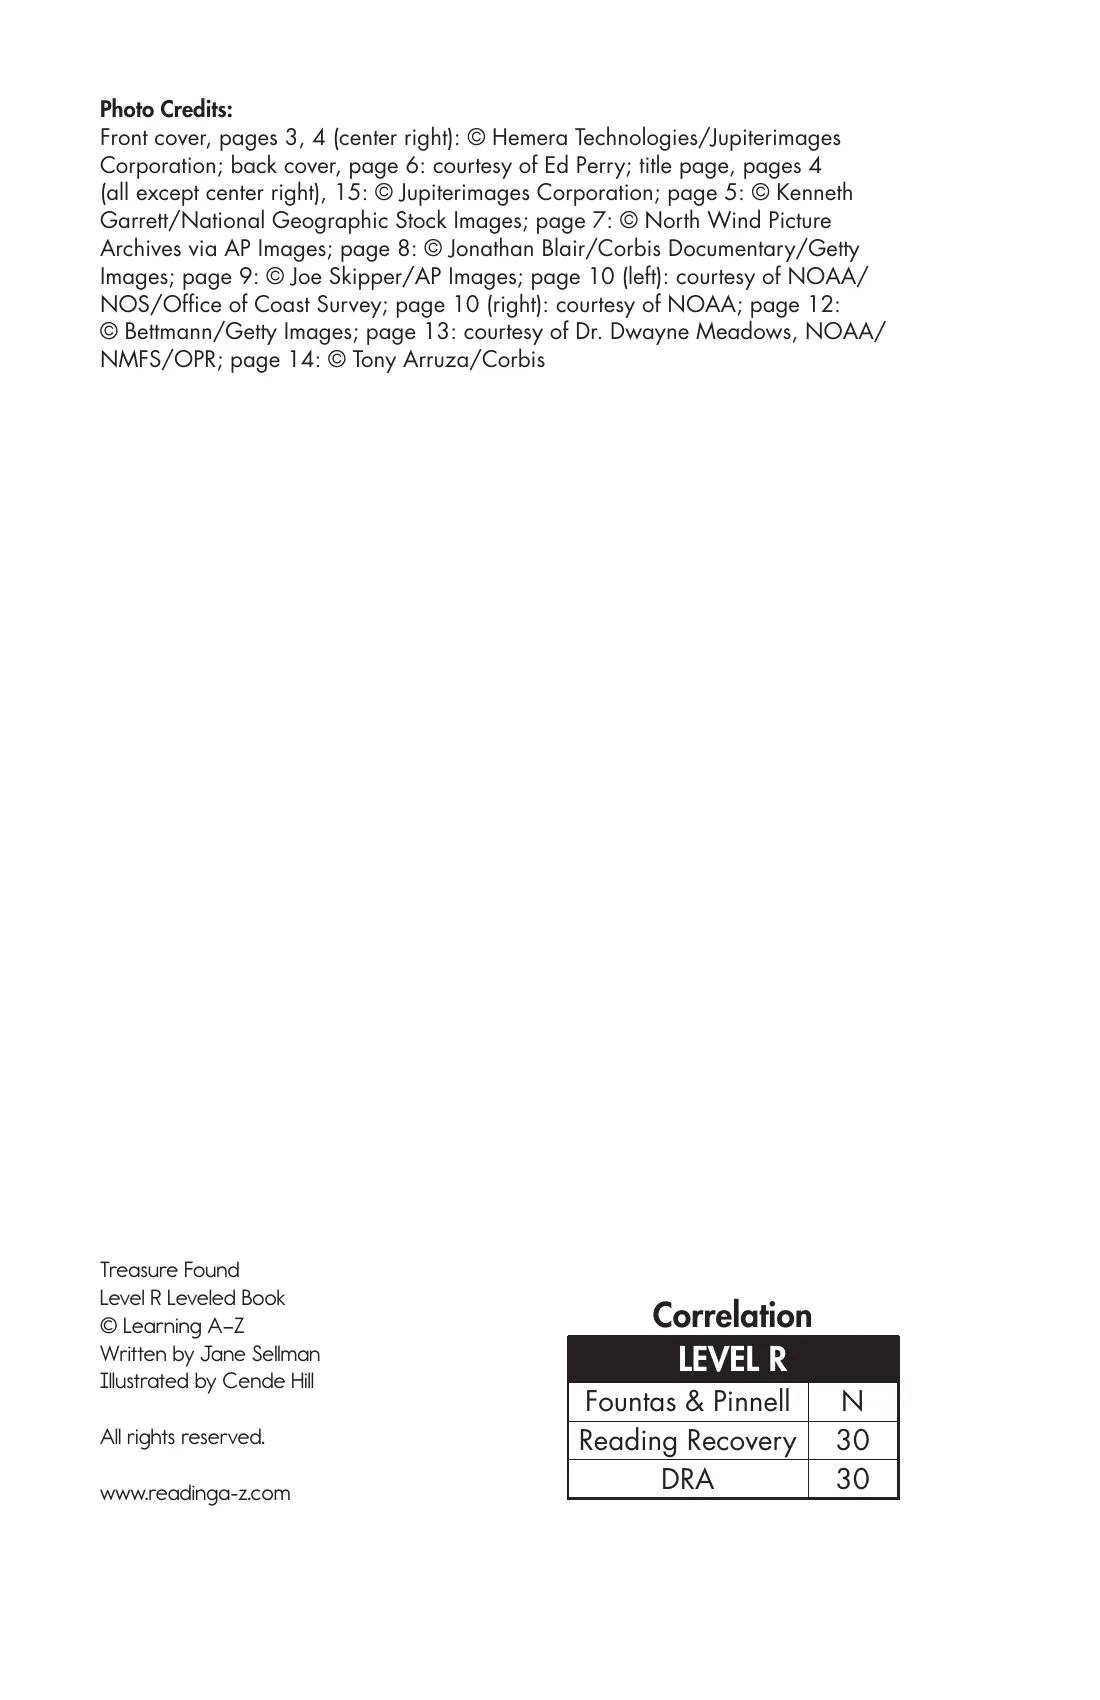 Photo Credits:
Front cover, pages 3, 4 (center right): © Hemera Technologies/Jupiterimages
Corporation; back cover, page 6: courtesy of Ed Perry; title page, pages 4
(all except center right), 15: © Jupiterimages Corporation; page 5: © Kenneth
Garrett/National Geographic Stock Images; page 7: © North Wind Picture
Archives via AP Images; page 8: © Jonathan Blair/Corbis Documentary/Getty
Images; page 9: © Joe Skipper/AP Images; page 10 (left): courtesy of NOAA/
NOS/Office of Coast Survey; page 10 (right): courtesy of NOAA; page 12:
© Bettmann/Getty Images; page 13: courtesy of Dr. Dwayne Meadows, NOAA/
NMFS/OPR; page 14: © Tony Arruza/Corbis
Treasure Found
Level R Leveled Book
© Learning A–Z
Written by Jane Sellman
Illustrated by Cende Hill
All rights reserved.
www.readinga-z.com
Correlation
LEVEL R
Fountas & Pinnell N
Reading Recovery 30
DRA 30